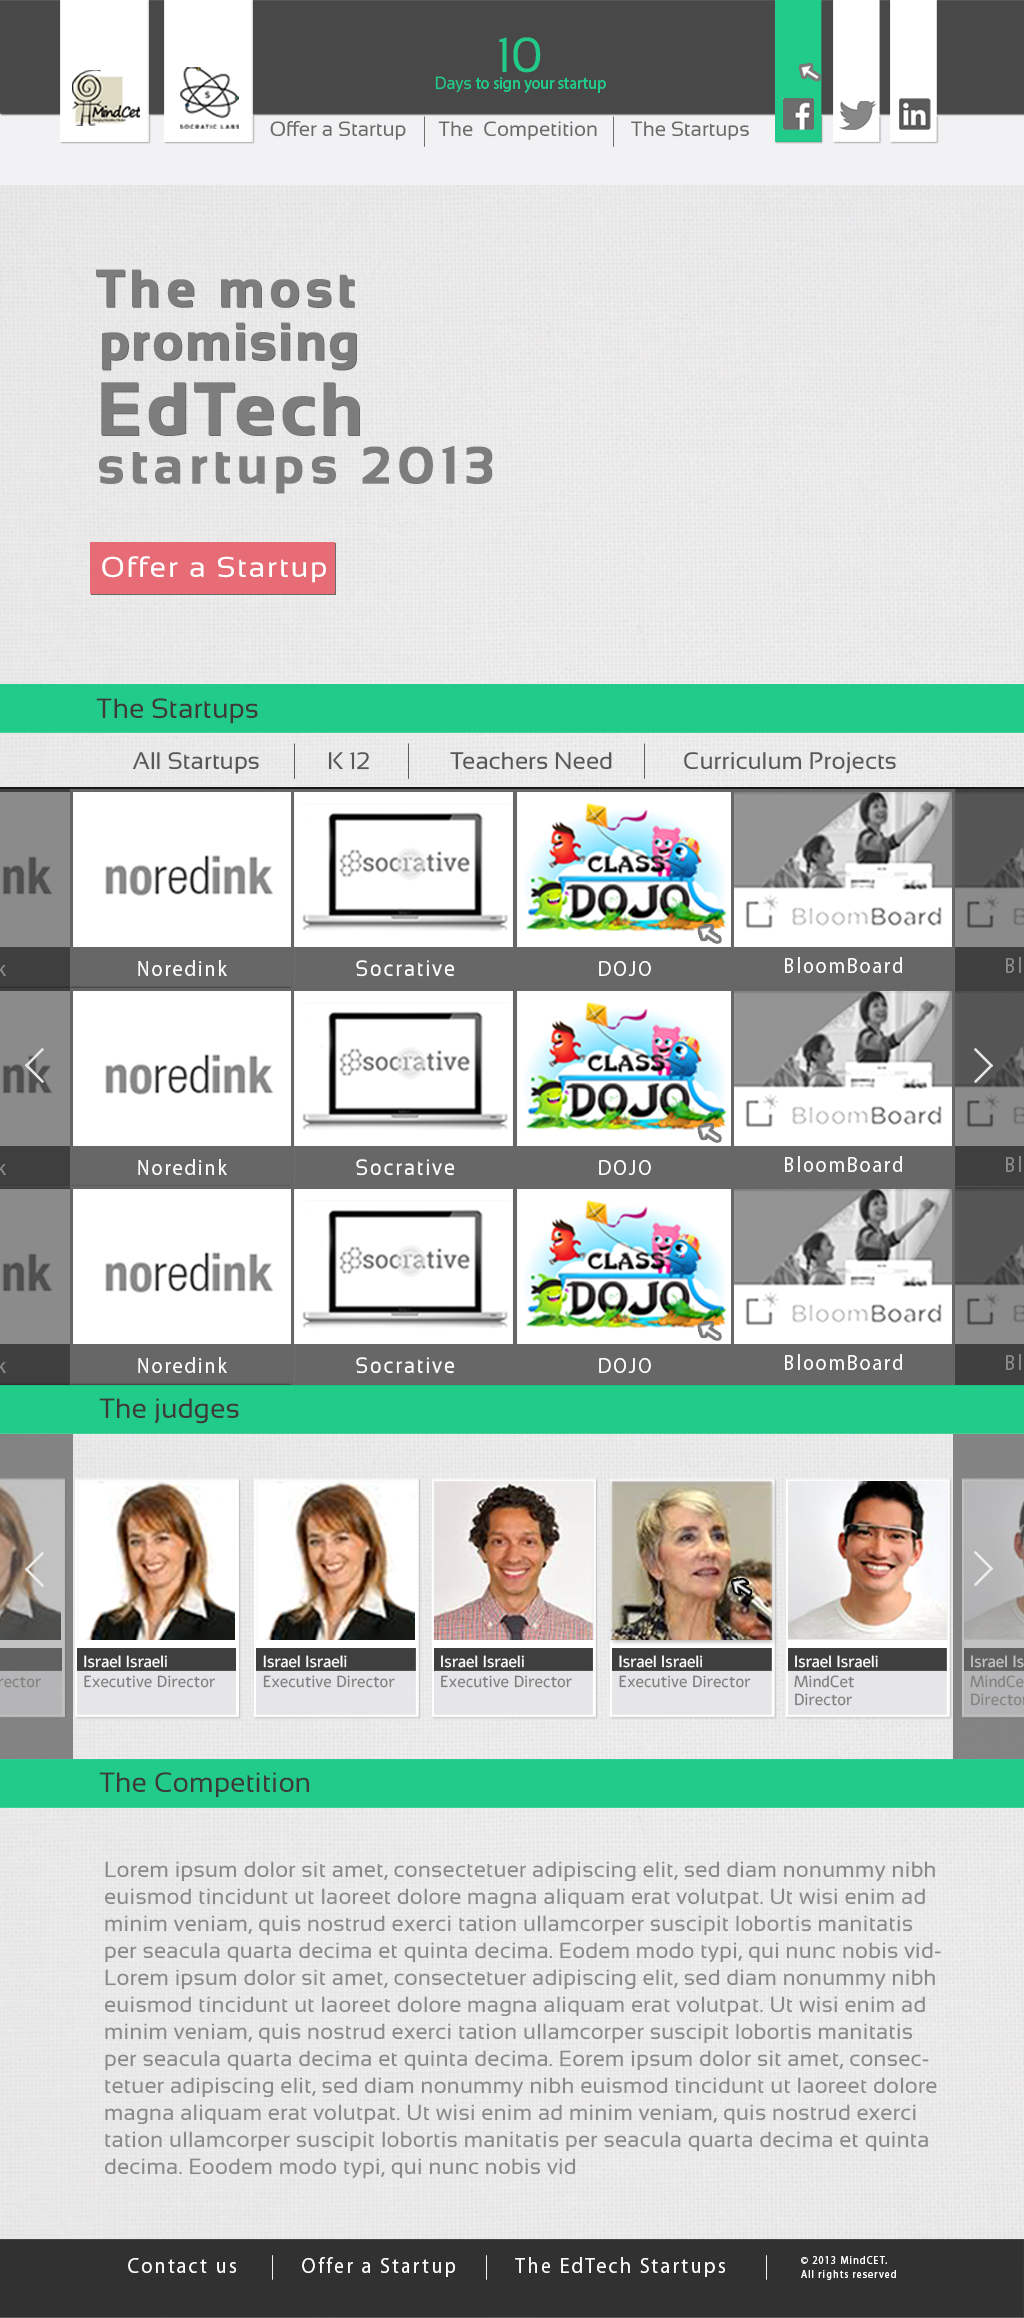 10
Days to sign your startup
MindCet
SOCRATIC LABS
Offer a Startup
The Competition
The Startups
The most
promising
EdTech
startups 2013
Offer a Startup
The Startups
All Startups
K 12
Teachers Need
Curriculum Projects
nk
noredink
socrative
CLASS
DOJO
BloomBoard
B
k
Noredink
Socrative
DOJO
BloomBoard
Bl
nk
noredink
socrative
CLASS
DOJO
BloomBoard
B
k
Noredink
Socrative
DOJO
BloomBoard
Bl
nk
noredink
socrative
CLASS
DOJO
BloomBoard
B
k
Noredink
Socrative
DOJO
BloomBoard
Bl
The judges
Israel Israeli
Israel Israeli
Israel Israeli
Israel Israeli
Israel Israeli
Israel Is
rector
Executive Director
Executive Director
Executive Director
Executive Director
MindCet
Director
MindCe
Director
The Competition
Lorem ipsum dolor sit amet, consectetuer adipiscing elit, sed diam nonummy nibh
euismod tincidunt ut laoreet dolore magna aliquam erat volutpat. Ut wisi enim ad
minim veniam, quis nostrud exerci tation ullamcorper suscipit lobortis manitatis
per seacula quarta decima et quinta decima. Eodem modo typi, qui nunc nobis vid-
Lorem ipsum dolor sit amet, consectetuer adipiscing elit, sed diam nonummy nibh
euismod tincidunt ut laoreet dolore magna aliquam erat volutpat. Ut wisi enim ad
minim veniam, quis nostrud exerci tation ullamcorper suscipit lobortis manitatis
per seacula quarta decima et quinta decima. Eorem ipsum dolor sit amet, consec-
tetuer adipiscing elit, sed diam nonummy nibh euismod tincidunt ut laoreet dolore
magna aliquam erat volutpat. Ut wisi enim ad minim veniam, quis nostrud exerci
tation ullamcorper suscipit lobortis manitatis per seacula quarta decima et quinta
decima. Eoodem modo typi, qui nunc nobis vid
Contact us
Offer a Startup
The EdTech Startups
© 2013 MindCET.
All rights reserved